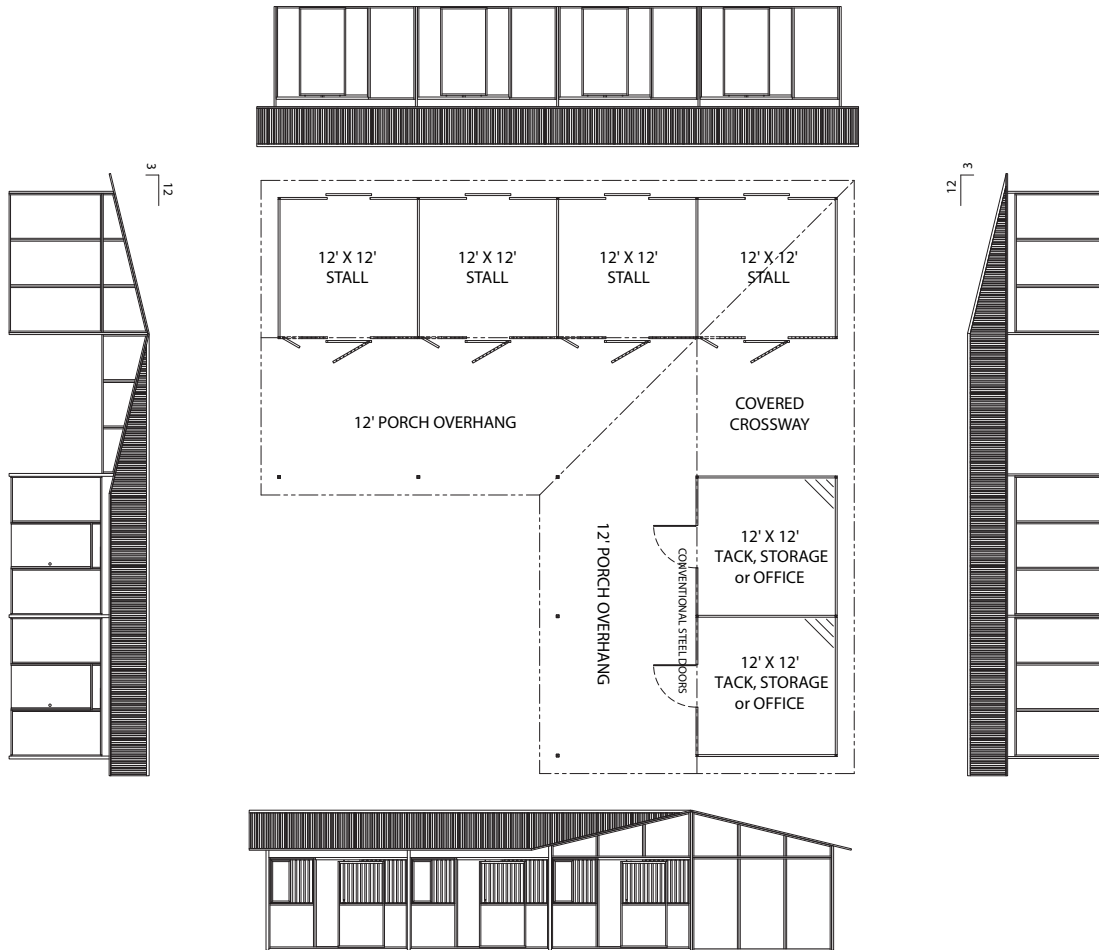 3
12
3
12
12' X 12'
STALL
12' X 12'
STALL
12' X 12'
STALL
12' X 12'
STALL
12' PORCH OVERHANG
COVERED
CROSSWAY
12' PORCH OVERHANG
CONVENTIONAL STEEL DOORS
12' X 12'
TACK, STORAGE
or OFFICE
12' X 12'
TACK, STORAGE
or OFFICE